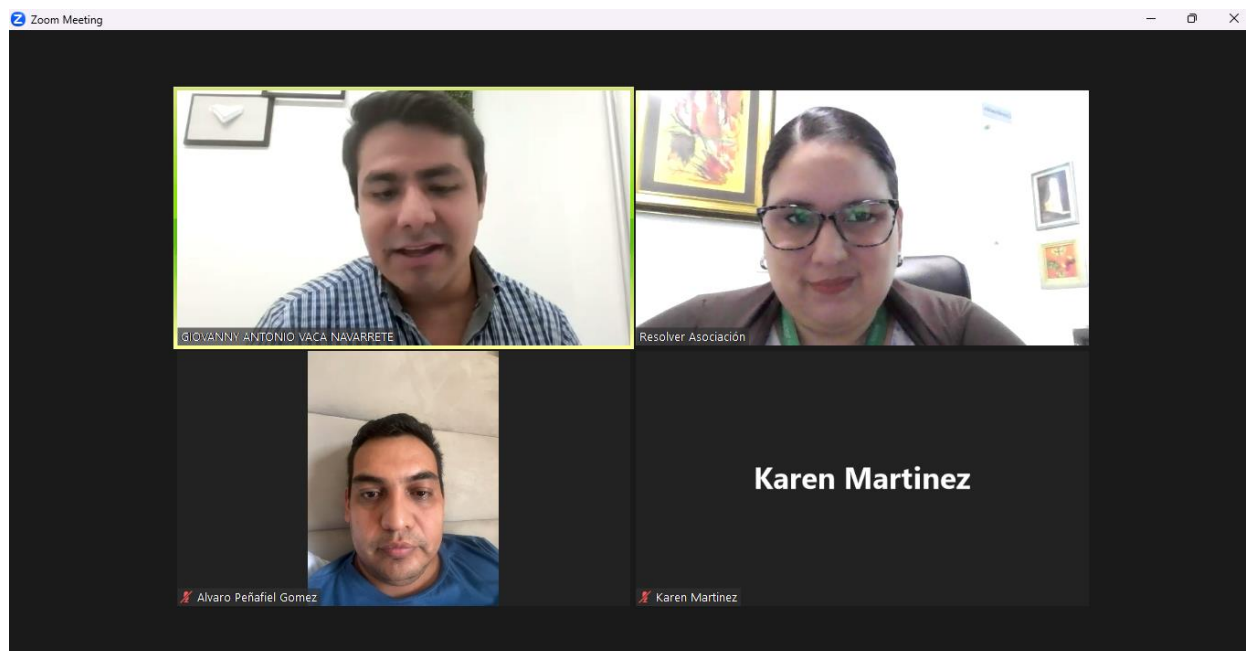 Zoom Meeting
GIOVANNY ANTONIO VACA NAVARRETE
Resolver Asociación
Karen Martinez
Alvaro Peñafiel Gomez
Karen Martinez